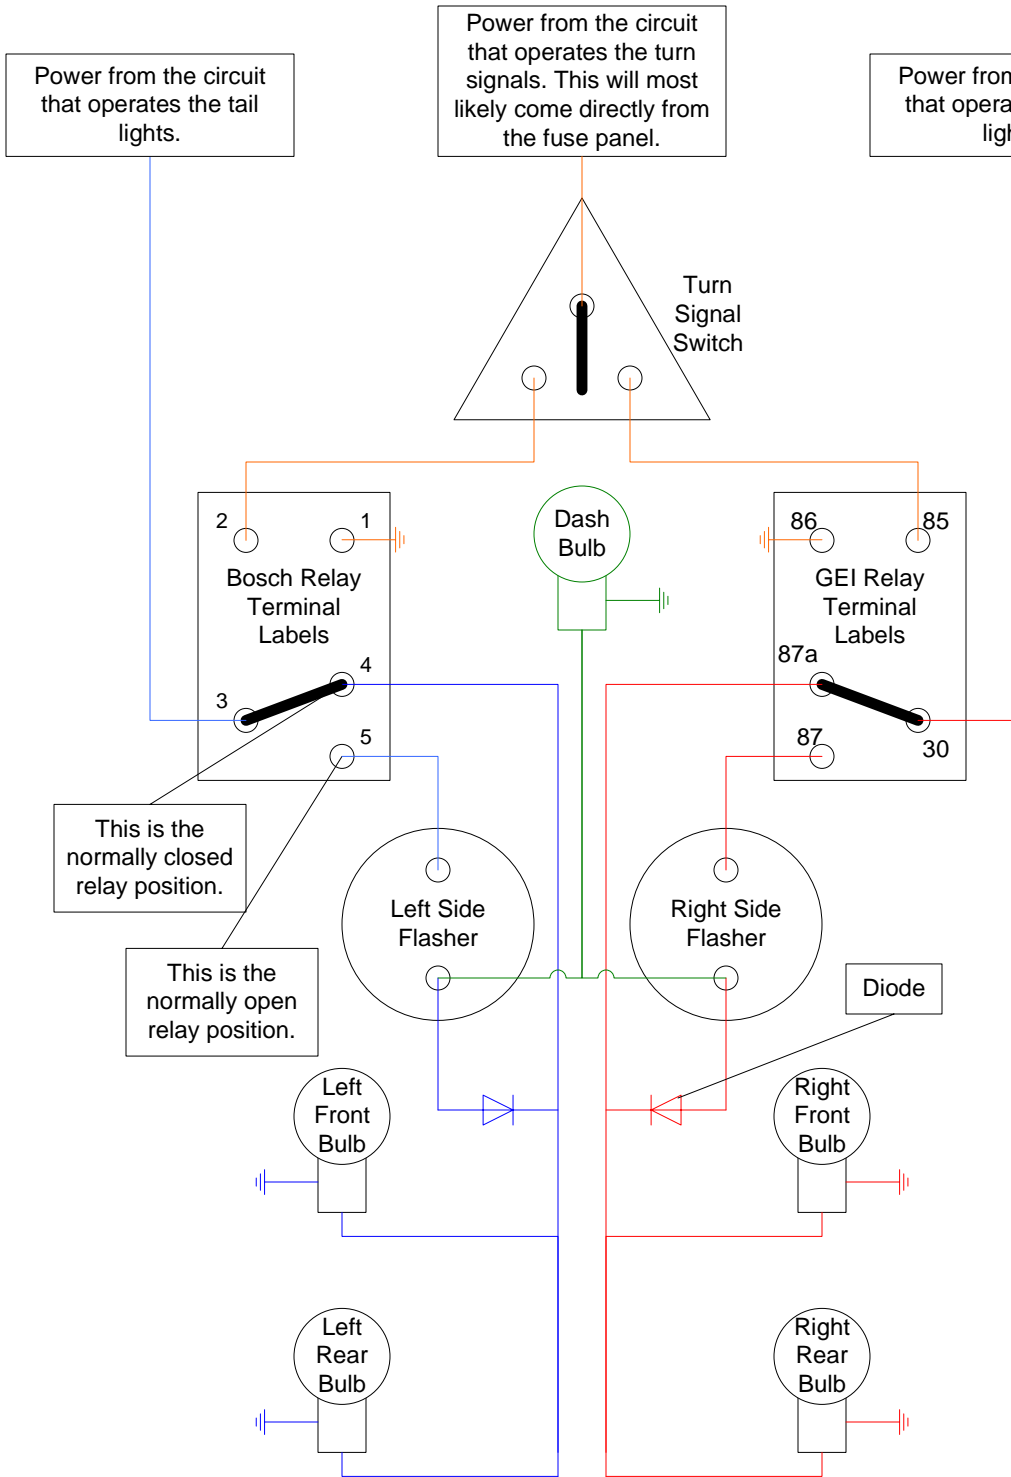 Power from the circuit
that operates the tail
lights.
Power from the circuit
that operates the turn
signals. This will most
likely come directly from
the fuse panel.
Power from
that opera
ligh
Turn
Signal
Switch
2
1
Bosch Relay
Terminal
Labels
4
3
5
Dash
Bulb
86
85
GEI Relay
Terminal
Labels
87a
87
30
This is the
normally closed
relay position.
This is the
normally open
relay position.
Left Side
Flasher
Right Side
Flasher
Diode
Left
Front
Bulb
Right
Front
Bulb
Left
Rear
Bulb
Right
Rear
Bulb